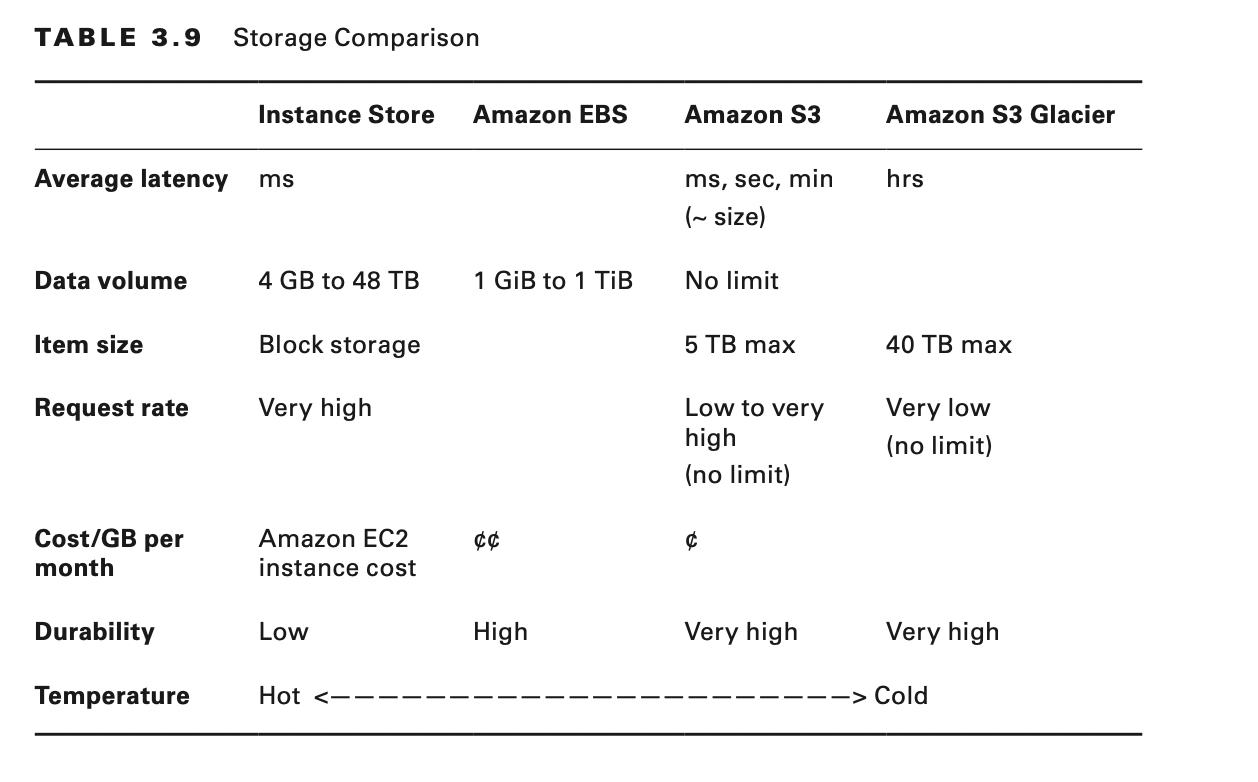 TABLE 3.9 Storage Comparison
Instance Store Amazon EBS Amazon S3 Amazon S3 Glacier
Average latency ms ms, sec, min hrs
(~ size)
Data volume 4 GB to 48 TB 1 GiB to 1 TiB No limit
Item size Block storage 5 TB max 40 TB max
Request rate Very high Low to very Very low
high (no limit)
(no limit)
Cost/GB per Amazon EC2 ¢¢ ¢
month instance cost
Durability Low High Very high Very high
Temperature Hot <—————————————————————> Cold